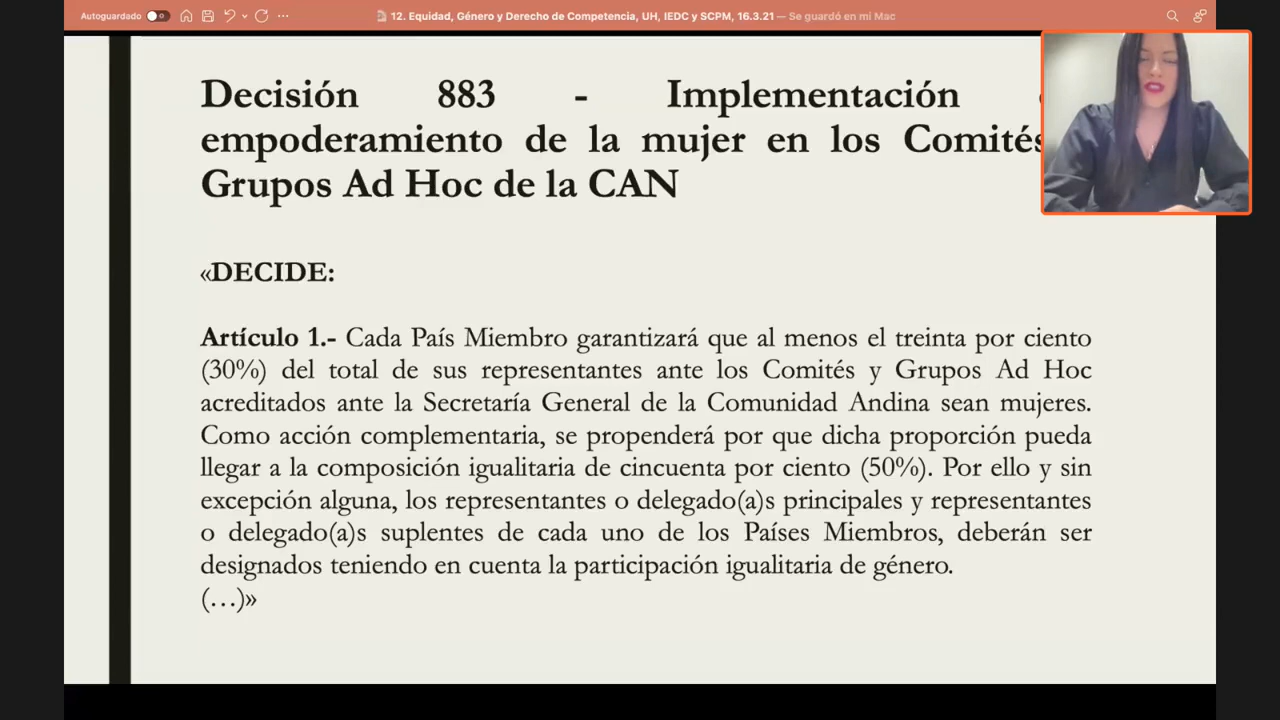 Autoguardado
12. Equidad, Género y Derecho de Competencia, UH, IEDC y SCPM, 16.3.21 — Se guardó en mi Mac
Decisión 883 - Implementación
empoderamiento de la mujer en los Comités
Grupos Ad Hoc de la CAN
«DECIDE:
Artículo 1.- Cada País Miembro garantizará que al menos el treinta por ciento
(30%) del total de sus representantes ante los Comités y Grupos Ad Hoc
acreditados ante la Secretaría General de la Comunidad Andina sean mujeres.
Como acción complementaria, se propenderá por que dicha proporción pueda
llegar a la composición igualitaria de cincuenta por ciento (50%). Por ello y sin
excepción alguna, los representantes o delegado(a)s principales y representantes
o delegado(a)s suplentes de cada uno de los Países Miembros, deberán ser
designados teniendo en cuenta la participación igualitaria de género.
(…)»